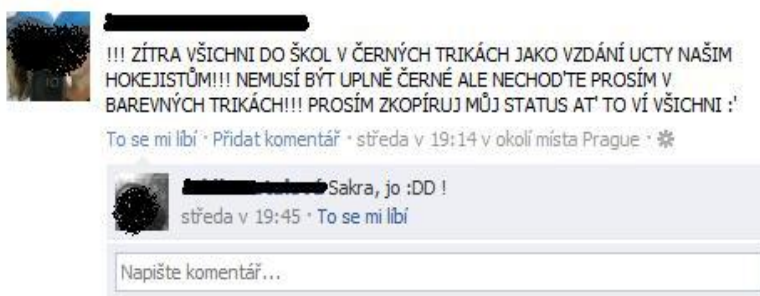 !!! ZÍTRA VŠICHNI DO ŠKOL V ČERNÝCH TRIKÁCH JAKO VZDÁNÍ UCTY NAŠIM
HOKEJISTŮM!!! NEMUSÍ BÝT UPLNĚ ČERNÉ ALE NECHOĎTE PROSÍM V
BAREVNÝCH TRIKÁCH!!! PROSÍM ZKOPÍRUJ MŮJ STATUS AŤ TO VÍ VŠICHNI :'
To se mi líbí · Přidat komentář · středa v 19:14 v okolí místa Prague ·
Sakra, jo :DD !
středa v 19:45 · To se mi líbí
Napište komentář...